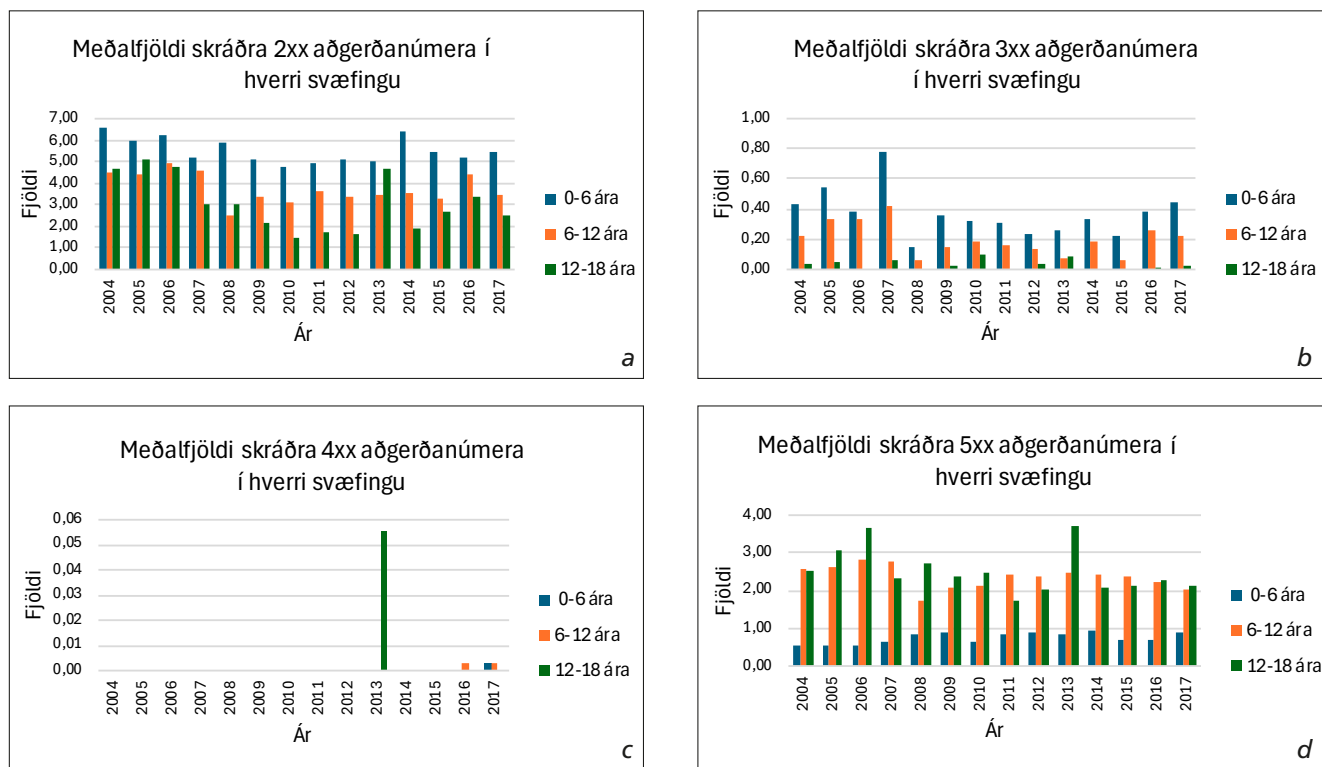 Meðalfjöldi skráðra 2xx aðgerðanúmera í
hverri svæfingu
7,00
6,00
5,00
4,00
3,00
2,00
1,00
0,00
Fjöldi
2004 2005 2006 2007 2008 2009 2010 2011 2012 2013 2014 2015 2016 2017
Ár
0-6 ára
6-12 ára
12-18 ára
a
Meðalfjöldi skráðra 3xx aðgerðanúmera
í hverri svæfingu
1,00
0,80
0,60
0,40
0,20
0,00
Fjöldi
2004 2005 2006 2007 2008 2009 2010 2011 2012 2013 2014 2015 2016 2017
Ár
0-6 ára
6-12 ára
12-18 ára
b
Meðalfjöldi skráðra 4xx aðgerðanúmera
í hverri svæfingu
0,06
0,05
0,04
0,03
0,02
0,01
0,00
Fjöldi
2004 2005 2006 2007 2008 2009 2010 2011 2012 2013 2014 2015 2016 2017
Ár
0-6 ára
6-12 ára
12-18 ára
c
Meðalfjöldi skráðra 5xx aðgerðanúmera í
hverri svæfingu
4,00
3,00
2,00
1,00
0,00
Fjöldi
2004 2005 2006 2007 2008 2009 2010 2011 2012 2013 2014 2015 2016 2017
Ár
0-6 ára
6-12 ára
12-18 ára
d